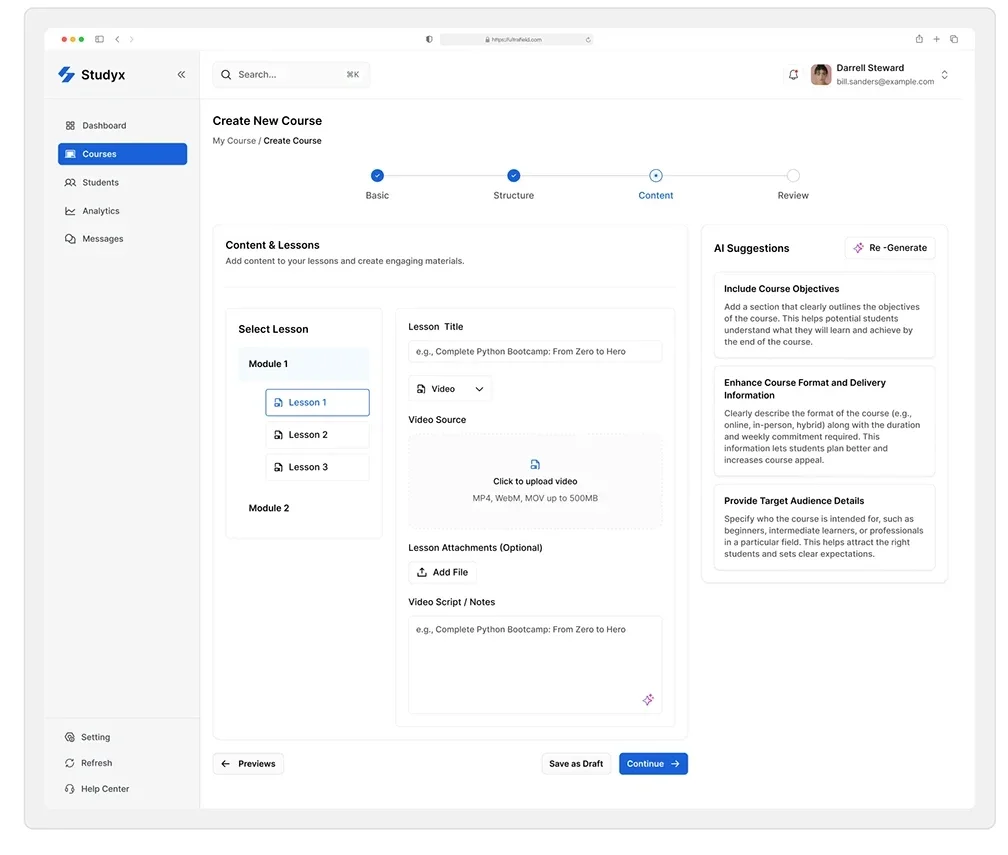 https://ultrafield.com
Studyx
Search...
⌘K
Darrell Steward
bill.sanders@example.com
Dashboard
Courses
Students
Analytics
Messages
Setting
Refresh
Help Center
Create New Course
My Course / Create Course
Basic
Structure
Content
Review
Content & Lessons
Add content to your lessons and create engaging materials.
Select Lesson
Module 1
Lesson 1
Lesson 2
Lesson 3
Module 2
Lesson Title
e.g., Complete Python Bootcamp: From Zero to Hero
Video
Video Source
Click to upload video
MP4, WebM, MOV up to 500MB
Lesson Attachments (Optional)
Add File
Video Script / Notes
e.g., Complete Python Bootcamp: From Zero to Hero
Previews
Save as Draft
Continue
AI Suggestions
Re -Generate
Include Course Objectives
Add a section that clearly outlines the objectives
of the course. This helps potential students
understand what they will learn and achieve by
the end of the course.
Enhance Course Format and Delivery
Information
Clearly describe the format of the course (e.g.,
online, in-person, hybrid) along with the duration
and weekly commitment required. This
information lets students plan better and
increases course appeal.
Provide Target Audience Details
Specify who the course is intended for, such as
beginners, intermediate learners, or professionals
in a particular field. This helps attract the right
students and sets clear expectations.